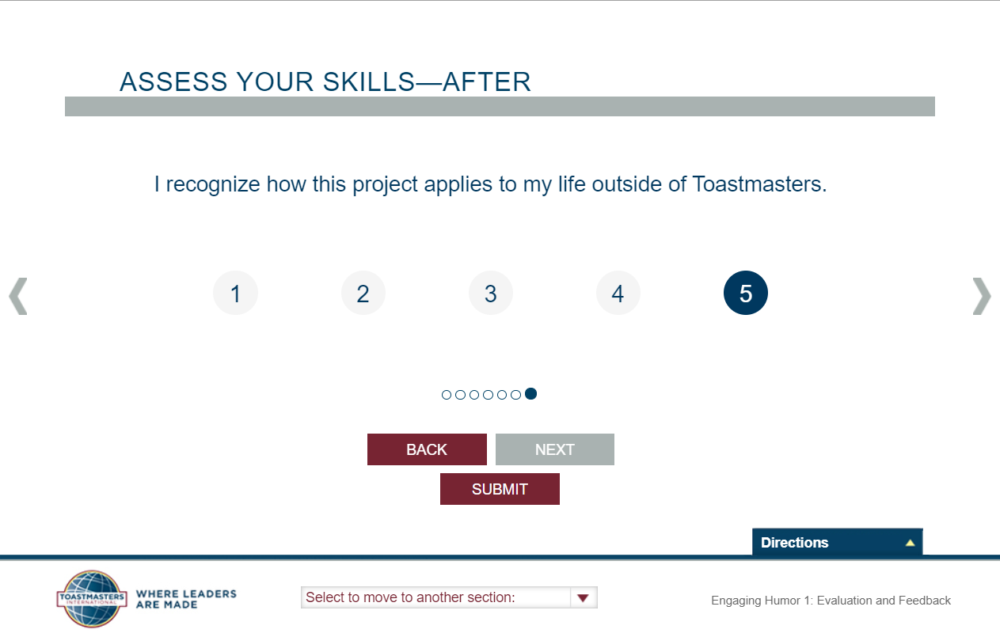 ASSESS YOUR SKILLS—AFTER
I recognize how this project applies to my life outside of Toastmasters.
1 2 3 4 5
BACK NEXT
SUBMIT
Directions
TOASTMASTERS
INTERNATIONAL
WHERE LEADERS
ARE MADE
Select to move to another section:
Engaging Humor 1: Evaluation and Feedback